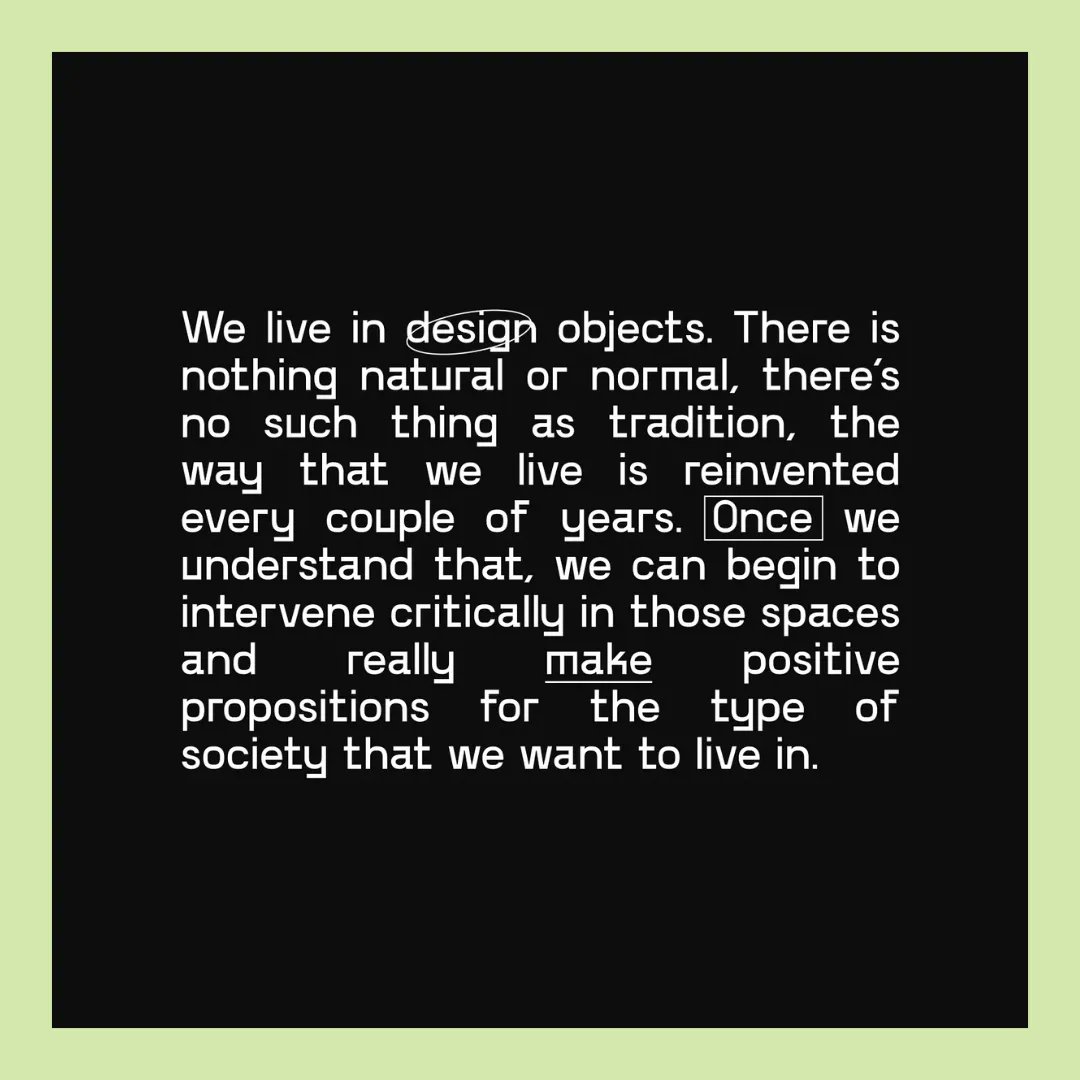 We live in design objects. There is
nothing natural or normal, there's
no such thing as tradition, the
way that we live is reinvented
every couple of years. Once we
understand that, we can begin to
intervene critically in those spaces
and really make positive
propositions for the type of
society that we want to live in.